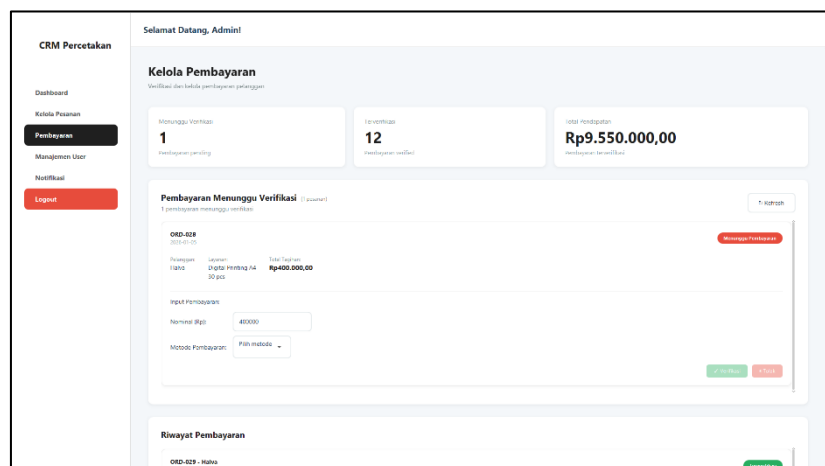 CRM Percetakan
Dashboard
Kelola Pesanan
Pembayaran
Manajemen User
Notifikasi
Logout
Selamat Datang, Admin!
Kelola Pembayaran
Verifikasi dan kelola pembayaran pelanggan
Menunggu Verifikasi
1
Pembayaran pending
Terverifikasi
12
Pembayaran verified
Total Pendapatan
Rp9.550.000,00
Pembayaran terverifikasi
Pembayaran Menunggu Verifikasi (1 pesanan)
1 pembayaran menunggu verifikasi
Refresh
ORD-028
Menunggu Pembayaran
Pelanggan Layanan Total Tagihan
Halva Digital Printing A4 Rp400.000,00
50 pcs
Input Pembayaran:
Nominal (Rp): 400000
Metode Pembayaran: Pilih metode
✓ Verifikasi
Tolak
Riwayat Pembayaran
ORD-029 - Halva